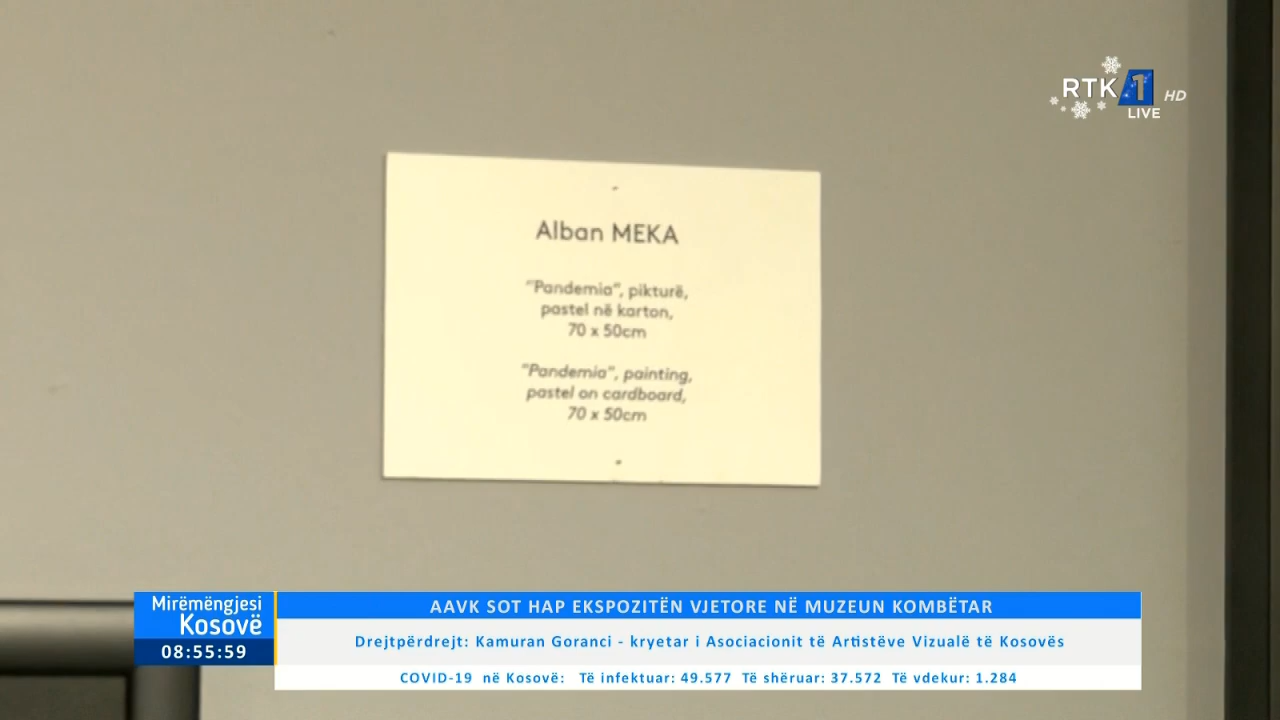 RTK 1 HD
LIVE
Alban MEKA
"Pandemia", pikturë,
pastel në karton,
70 x 50cm
"Pandemia", painting,
pastel on cardboard,
70 x 50cm
Mirëmëngjesi
Kosovë
08:55:59
AAVK SOT HAP EKSPOZITËN VJETORE NË MUZEUN KOMBËTAR
Drejtpërdrejt: Kamuran Goranci - kryetar i Asociacionit të Artistëve Vizualë të Kosovës
COVID-19 në Kosovë: Të infektuar: 49.577 Të shëruar: 37.572 Të vdekur: 1.284